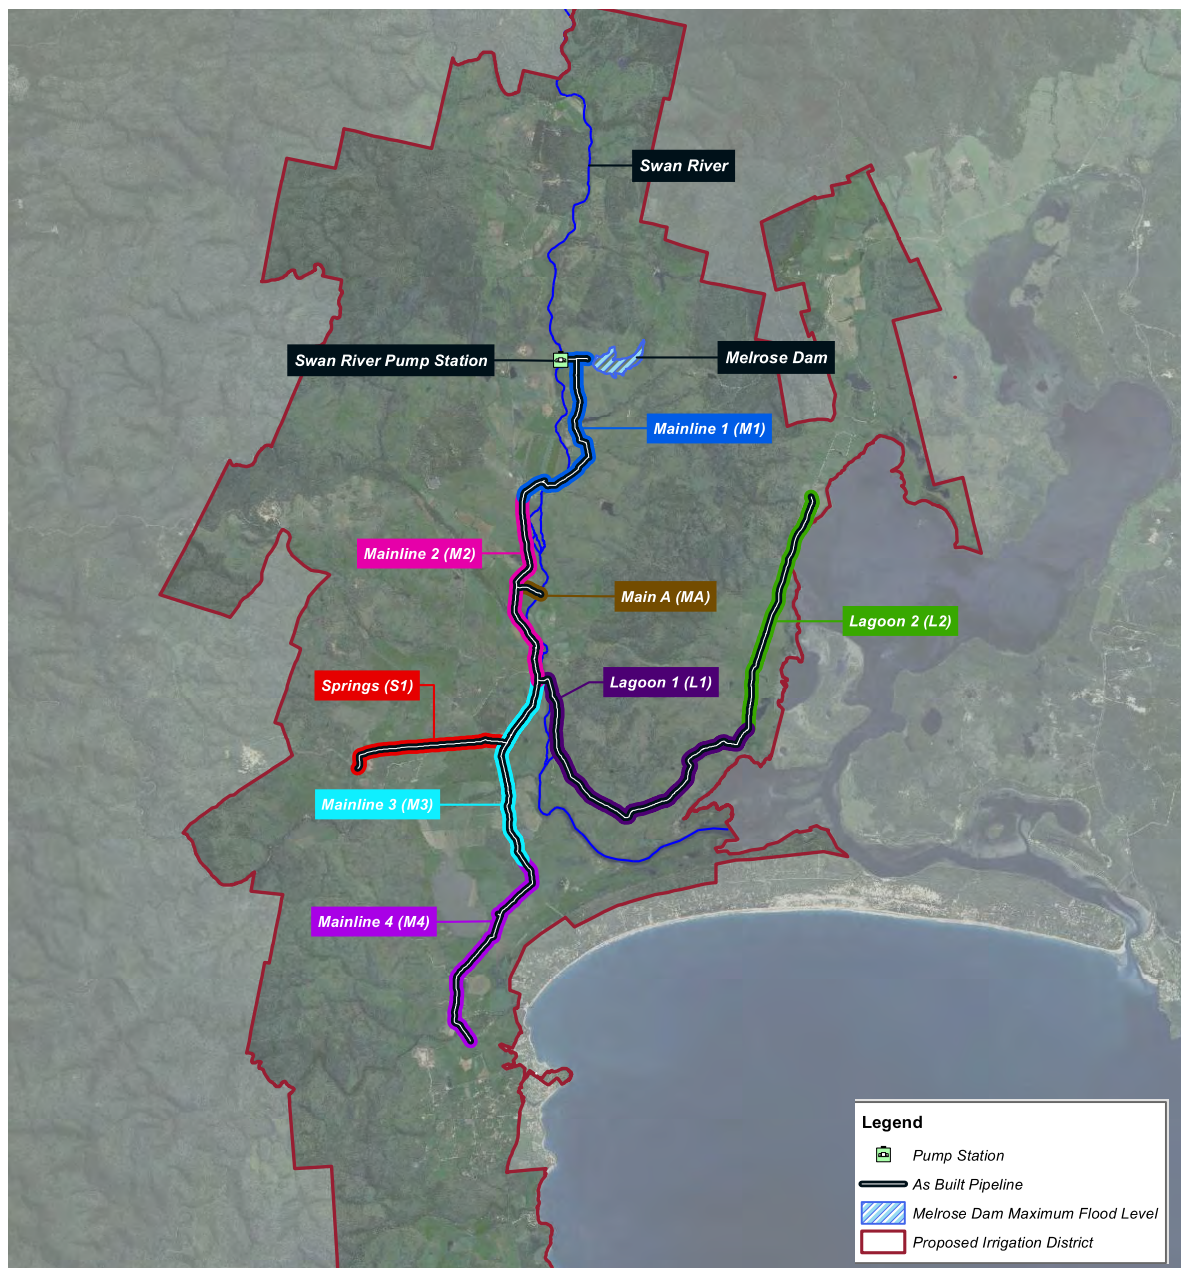 Swan River
Swan River Pump Station
Melrose Dam
Mainline 1 (M1)
Mainline 2 (M2)
Main A (MA)
Lagoon 2 (L2)
Springs (S1)
Lagoon 1 (L1)
Mainline 3 (M3)
Mainline 4 (M4)
Legend
Pump Station
As Built Pipeline
Melrose Dam Maximum Flood Level
Proposed Irrigation District